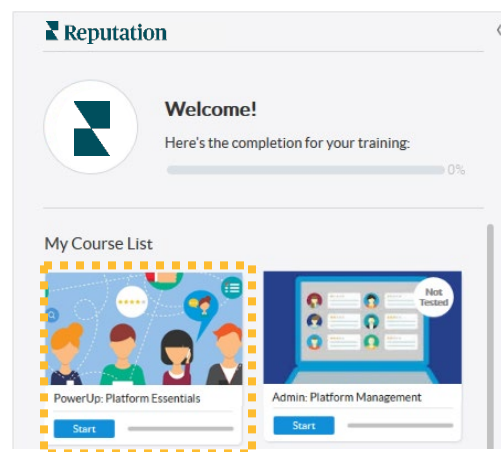 Reputation
Welcome!
Here's the completion for your training:
0%
My Course List
Not
Tested
PowerUp: Platform Essentials
Admin: Platform Management
Start
Start